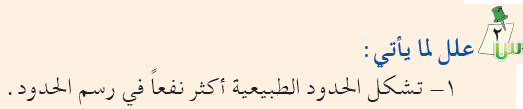 س٢ علل لما يأتي:
١- تشكل الحدود الطبيعية أكثر نفعاً في رسم الحدود.